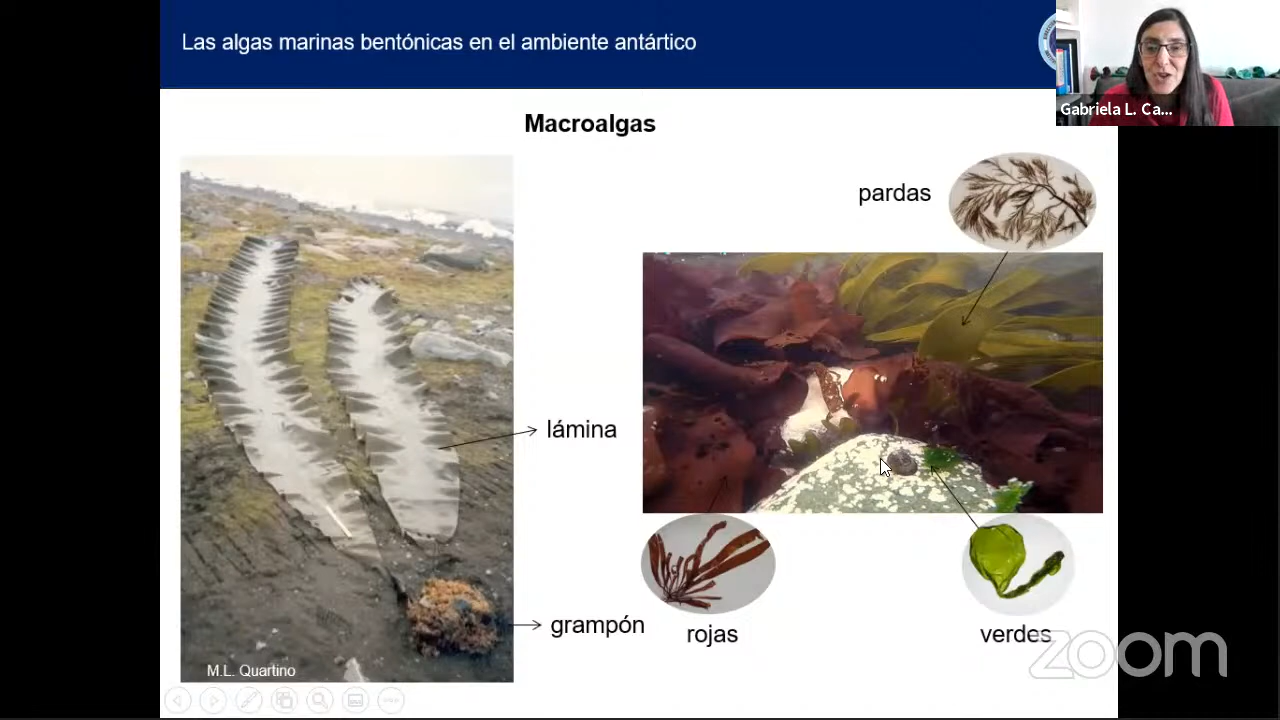 Las algas marinas bentónicas en el ambiente antártico
Gabriela L. Ca...
Macroalgas
pardas
lámina
grampón
rojas
verdes
M.L. Quartino
zoom